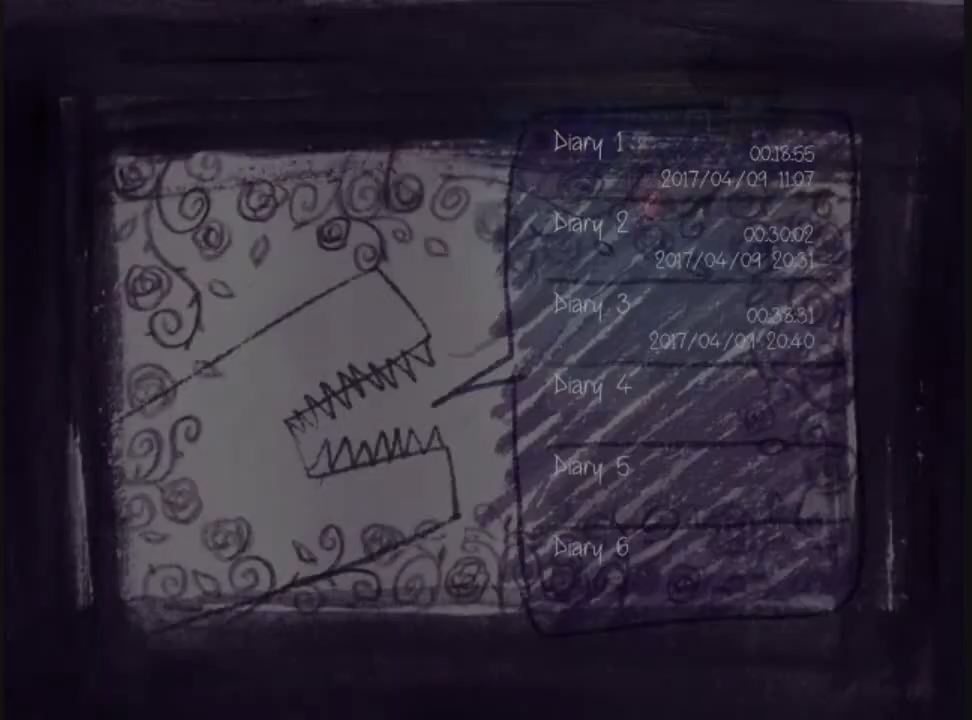 Diary 1
00:18:55
2017/04/09 11:07
Diary 2
00:30:02
2017/04/09 20:31
Diary 3
00:38:31
2017/04/09 20:40
Diary 4
Diary 5
Diary 6